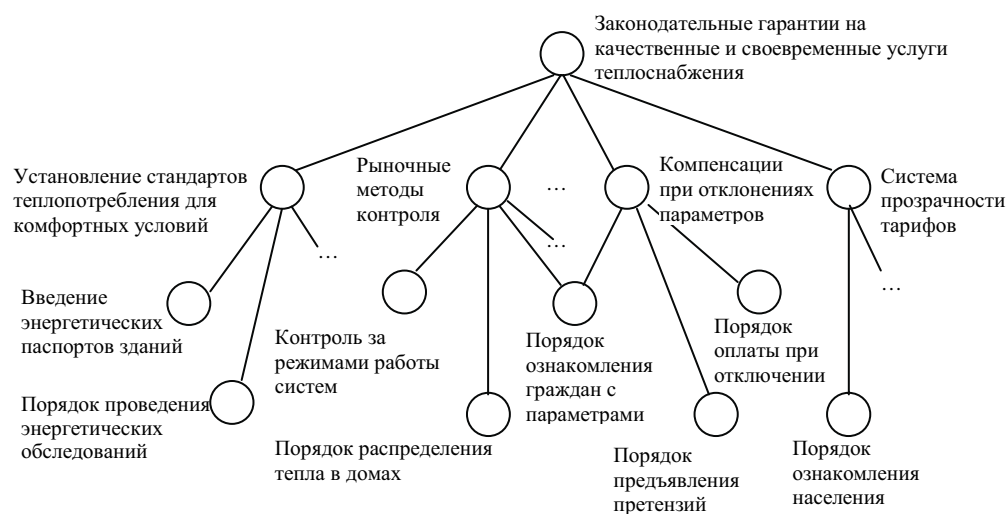 Законодательные гарантии на
качественные и своевременные услуги
теплоснабжения
Установление стандартов
теплопотребления для
комфортных условий
Рыночные
методы
контроля
…
Компенсации
при отклонениях
параметров
Система
прозрачности
тарифов
…
…
…
Введение
энергетических
паспортов зданий
Контроль за
режимами работы
систем
Порядок
ознакомления
граждан с
параметрами
Порядок
оплаты при
отключении
Порядок проведения
энергетических
обследований
Порядок распределения
тепла в домах
Порядок
предъявления
претензий
Порядок
ознакомления
населения